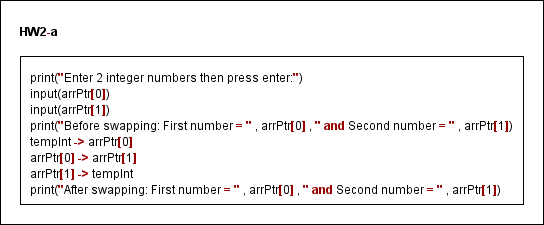 HW2-a
print("Enter 2 integer numbers then press enter:")
input(arrPtr[0])
input(arrPtr[1])
print("Before swapping: First number = " , arrPtr[0] , " and Second number = " , arrPtr[1])
tempInt -> arrPtr[0]
arrPtr[0] -> arrPtr[1]
arrPtr[1] -> tempInt
print("After swapping: First number = " , arrPtr[0] , " and Second number = " , arrPtr[1])